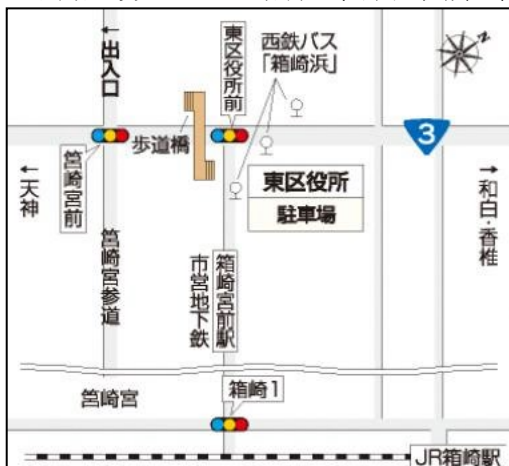 ←出入口
東区役所前
西鉄バス
「箱崎浜」
N
3
筥崎宮前
歩道橋
東区役所
駐車場
←天神
→和白・香椎
筥崎宮参道
市営地下鉄
箱崎宮前駅
筥崎宮
箱崎1
JR箱崎駅